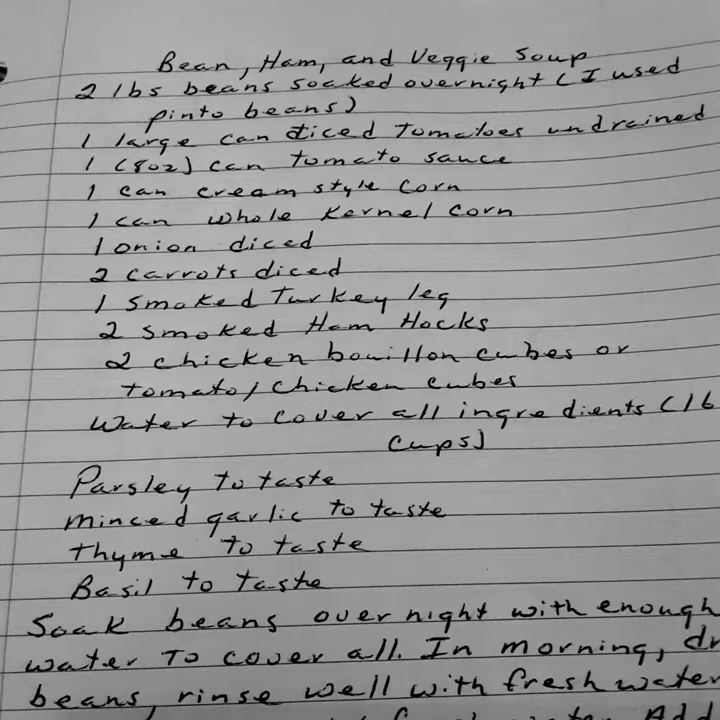 Bean, Ham, and Veggie Soup
2 lbs beans soaked overnight (I used
pinto beans)
1 large can diced tomatoes undrained
1 (8oz) can tomato sauce
1 can cream style corn
1 can whole kernel corn
1 onion diced
2 carrots diced
1 smoked Turkey leg
2 smoked Ham Hocks
2 chicken bouillon cubes or
tomato/chicken cubes
Water to cover all ingredients (16
cups)
Parsley to taste
minced garlic to taste
thyme to taste
Basil to taste
Soak beans overnight with enough
water to cover all. In morning,
beans, rinse well with fresh water